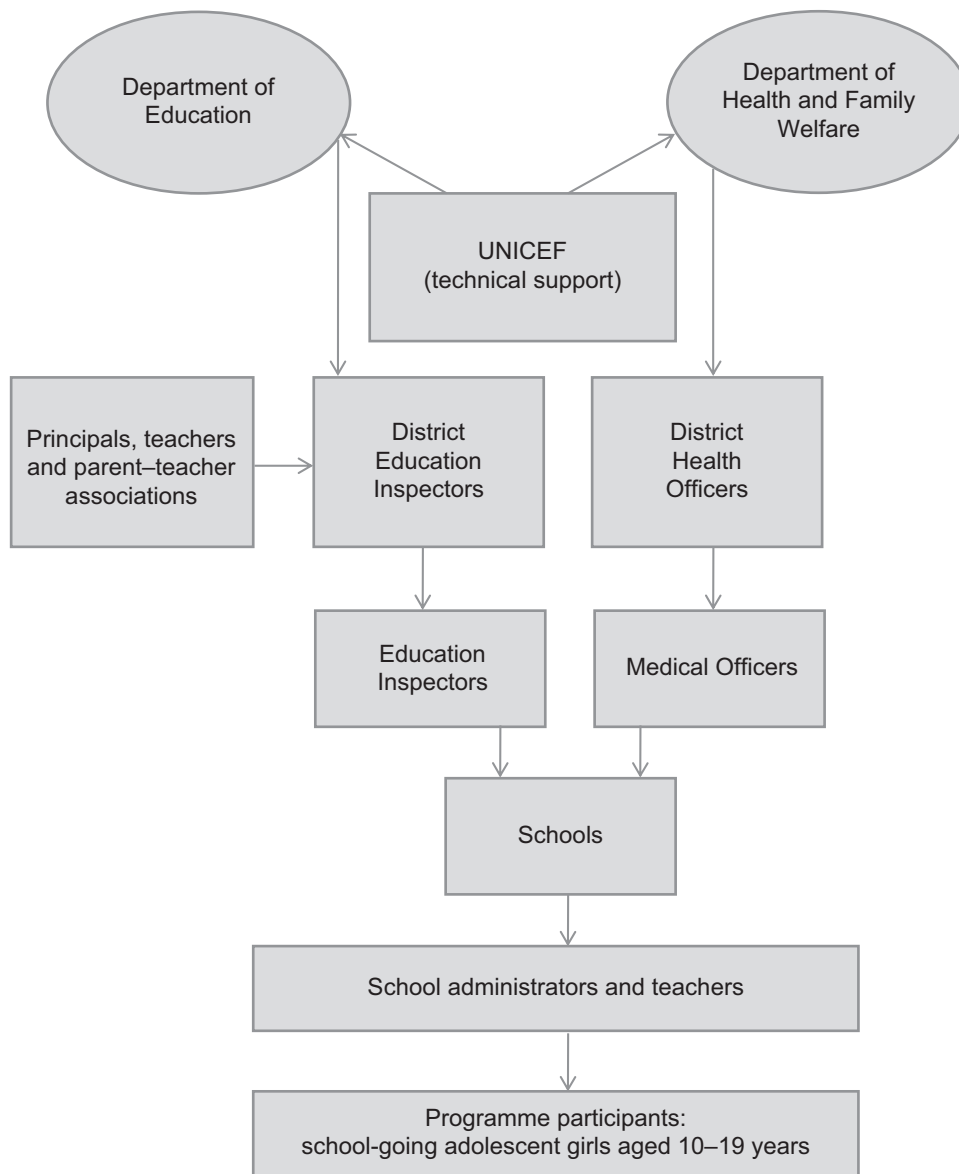 Department of
Education
Department of
Health and Family
Welfare
UNICEF
(technical support)
Principals, teachers
and parent–teacher
associations
District
Education
Inspectors
District
Health
Officers
Education
Inspectors
Medical Officers
Schools
School administrators and teachers
Programme participants:
school-going adolescent girls aged 10–19 years